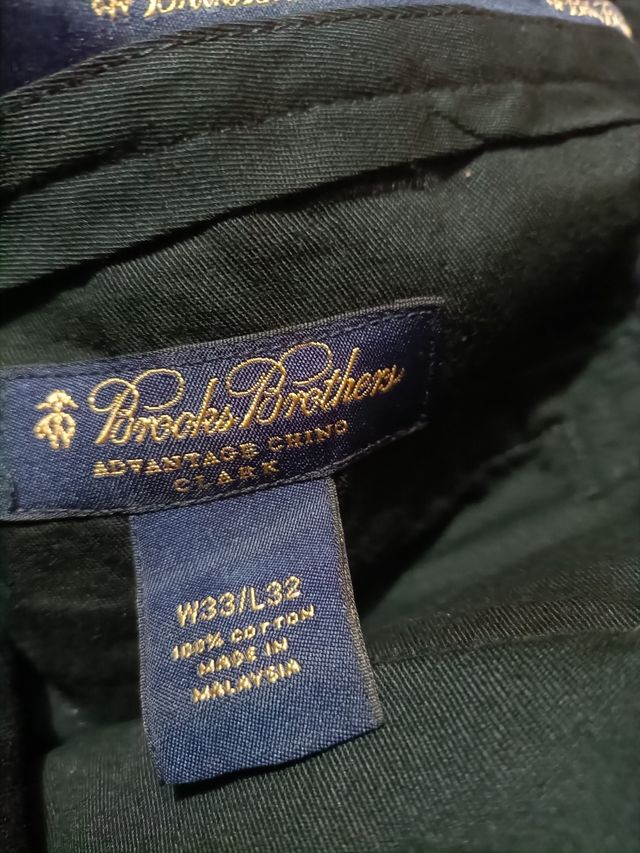 Brooks Brothers
ADVANTAGE CHINO
CLARK
W33/L32
100% COTTON
MADE IN
MALAYSIA